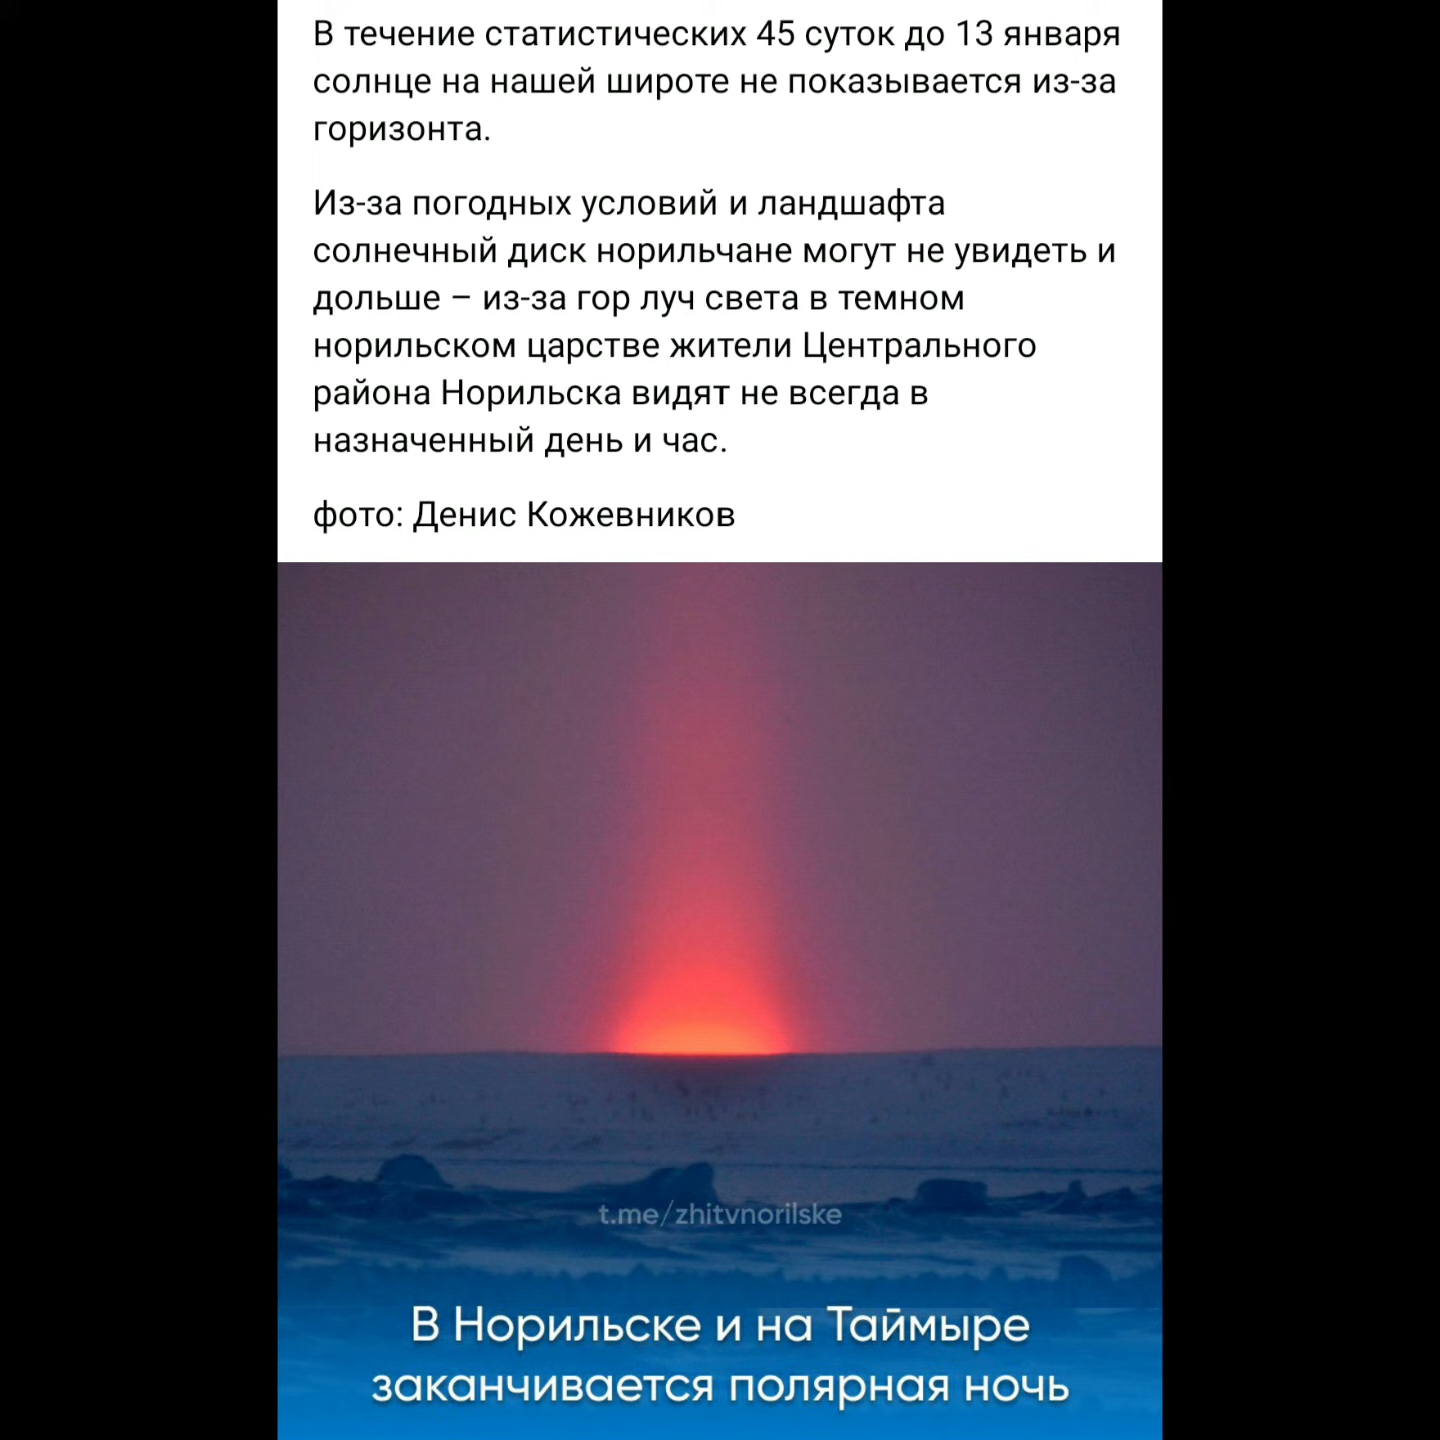 В течение статистических 45 суток до 13 января
солнце на нашей широте не показывается из-за
горизонта.
Из-за погодных условий и ландшафта
солнечный диск норильчане могут не увидеть и
дольше – из-за гор луч света в темном
норильском царстве жители Центрального
района Норильска видят не всегда в
назначенный день и час.
фото: Денис Кожевников
t.me/zhitvnorilske
В Норильске и на Таймыре
заканчивается полярная ночь